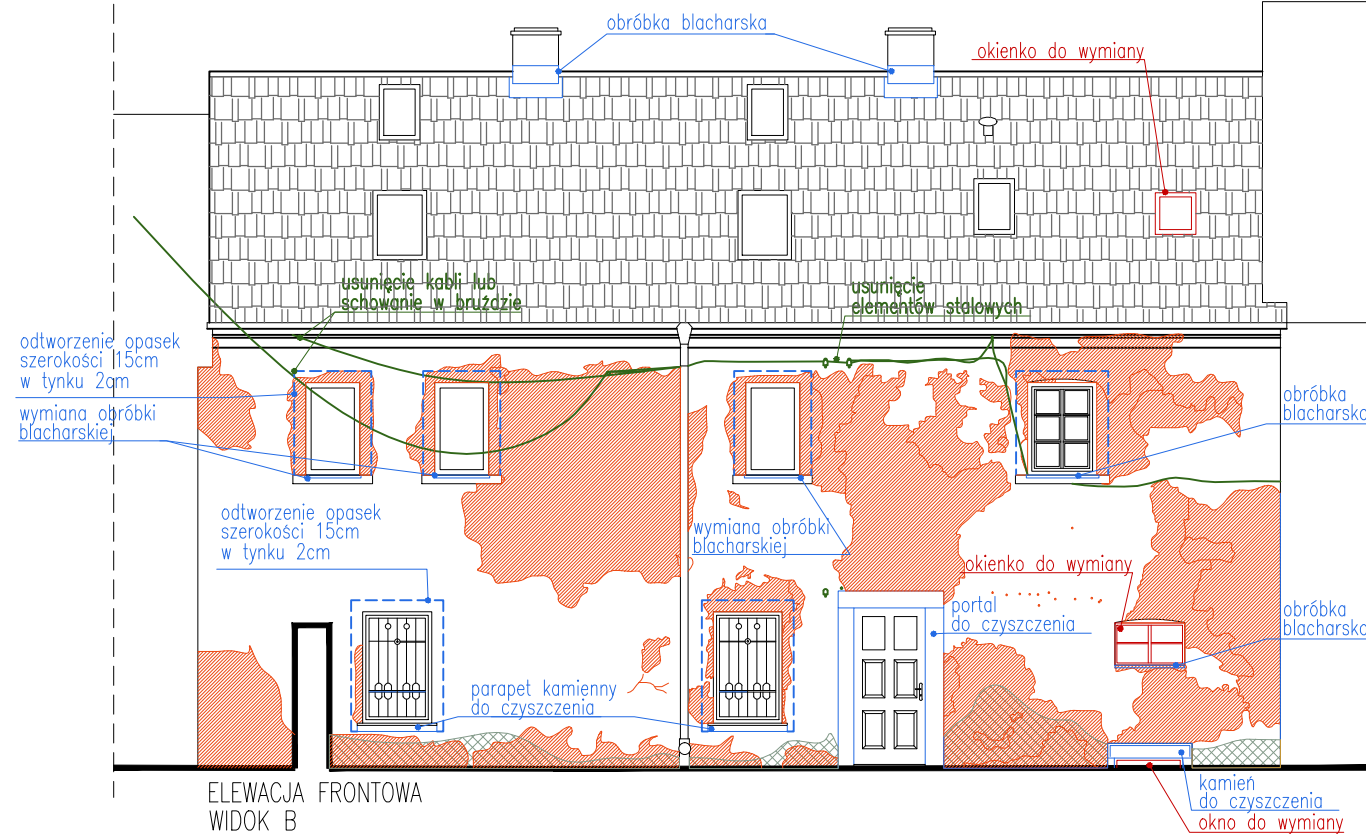 obróbka blacharska
okienko do wymiany
usunięcie kabli lub
schowanie w bruździe
usunięcie
elementów stalowych
odtworzenie opasek
szerokości 15cm
w tynku 2cm
wymiana obróbki
blacharskiej
obróbka
blacharska
odtworzenie opasek
szerokości 15cm
w tynku 2cm
wymiana obróbki
blacharskiej
okienko do wymiany
portal
do czyszczenia
obróbka
blacharska
parapet kamienny
do czyszczenia
kamień
do czyszczenia
okno do wymiany
ELEWACJA FRONTOWA
WIDOK B